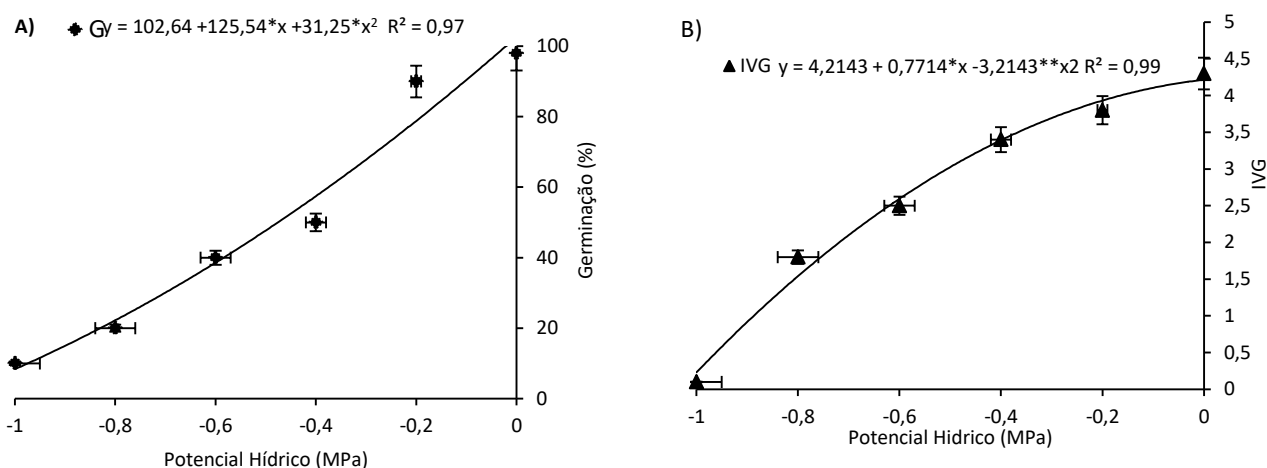 A) Gy = 102,64 +125,54*x +31,25*x² R² = 0,97
100
80
60
40
20
0
Germinação (%)
-1 -0,8 -0,6 -0,4 -0,2 0
Potencial Hídrico (MPa)
B)
IVG y = 4,2143 + 0,7714*x -3,2143**x2 R² = 0,99
5
4,5
4
3,5
3
2,5
2
1,5
1
0,5
0
IVG
-1 -0,8 -0,6 -0,4 -0,2 0
Potencial Hidrico (MPa)